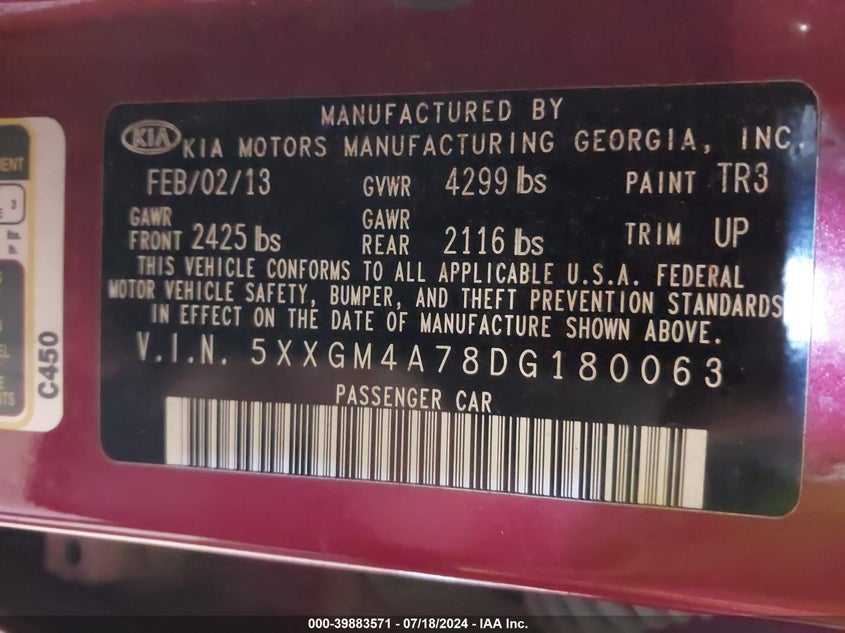 MANUFACTURED BY
KIA KIA MOTORS MANUFACTURING GEORGIA, INC.
FEB/02/13 GVWR 4299 lbs PAINT TR3
GAWR FRONT 2425 lbs GAWR REAR 2116 lbs TRIM UP
THIS VEHICLE CONFORMS TO ALL APPLICABLE U.S.A. FEDERAL
MOTOR VEHICLE SAFETY, BUMPER, AND THEFT PREVENTION STANDARDS
IN EFFECT ON THE DATE OF MANUFACTURE SHOWN ABOVE.
V.I.N. 5XXGM4A78DG180063
PASSENGER CAR
3
lbs.
C450
000-39883571 - 07/18/2024 - IAA Inc.